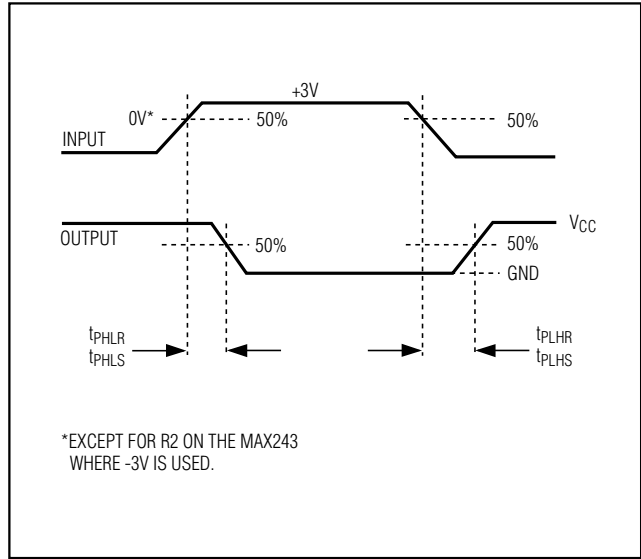 +3V
0V* 50% 50%
INPUT
OUTPUT VCC
50% 50%
GND
tPHLR tPLHR
tPHLS tPLHS
*EXCEPT FOR R2 ON THE MAX243
WHERE -3V IS USED.